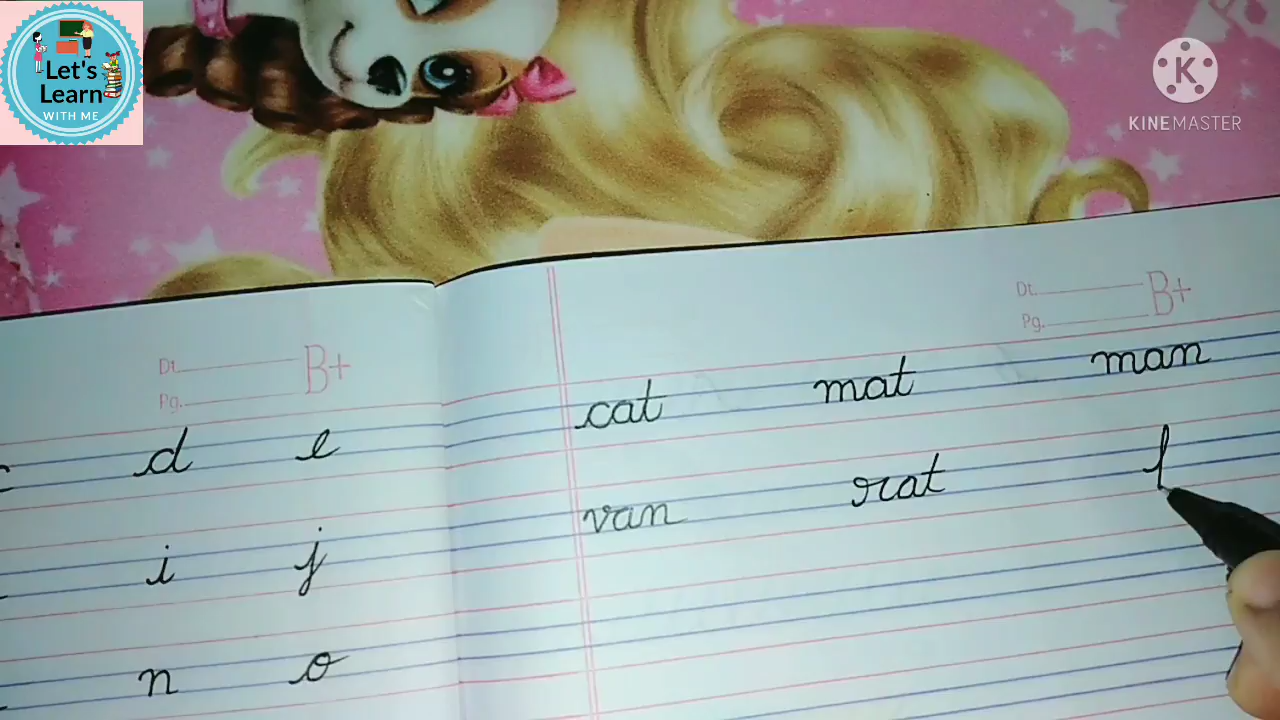 Let's
Learn
WITH ME
K
KINEMASTER
Dt.
Pg.
B+
d e
i j
n o
Dt.
Pg.
B+
cat mat man
van rat